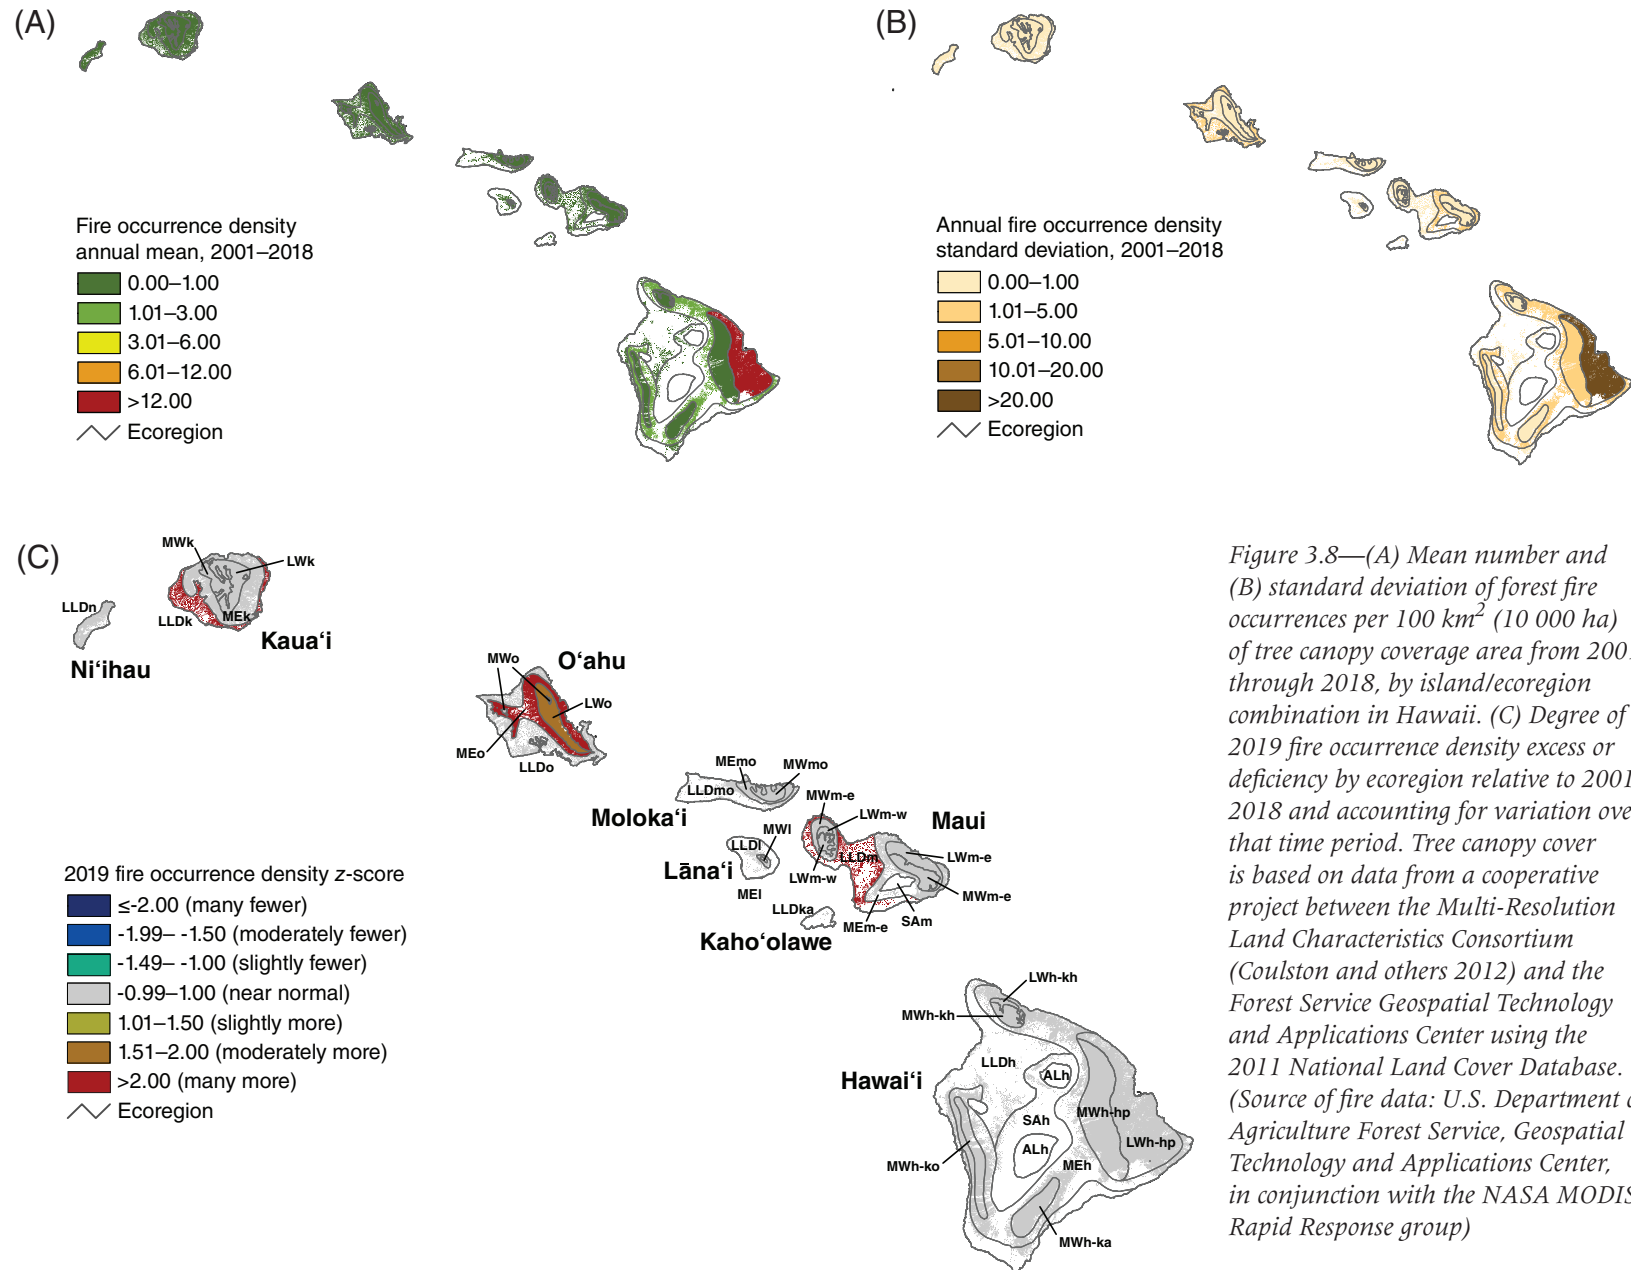 (A)
Fire occurrence density
annual mean, 2001–2018
0.00–1.00
1.01–3.00
3.01–6.00
6.01–12.00
>12.00
Ecoregion
(B)
Annual fire occurrence density
standard deviation, 2001–2018
0.00–1.00
1.01–5.00
5.01–10.00
10.01–20.00
>20.00
Ecoregion
(C)
MWk
LWk
LLDn
LLDk
MEk
Kauaʻi
Niʻihau
MWo
Oʻahu
LWo
MEo
LLDo
MEmo
MWmo
LLDmo
Molokaʻi
MWm-e
LWm-w
Maui
MWl
LLDl
LLDm
LWm-e
Lānaʻi
LWm-w
MEl
MWm-e
LLDka
SAm
MEm-e
Kahoʻolawe
LWh-kh
MWh-kh
LLDh
ALh
Hawaiʻi
MWh-hp
SAh
LWh-hp
ALh
MWh-ko
MEh
MWh-ka
2019 fire occurrence density z-score
≤-2.00 (many fewer)
-1.99– -1.50 (moderately fewer)
-1.49– -1.00 (slightly fewer)
-0.99–1.00 (near normal)
1.01–1.50 (slightly more)
1.51–2.00 (moderately more)
>2.00 (many more)
Ecoregion
Figure 3.8—(A) Mean number and
(B) standard deviation of forest fire
occurrences per 100 km² (10 000 ha)
of tree canopy coverage area from 200
through 2018, by island/ecoregion
combination in Hawaii. (C) Degree of
2019 fire occurrence density excess or
deficiency by ecoregion relative to 2001
2018 and accounting for variation ove
that time period. Tree canopy cover
is based on data from a cooperative
project between the Multi-Resolution
Land Characteristics Consortium
(Coulston and others 2012) and the
Forest Service Geospatial Technology
and Applications Center using the
2011 National Land Cover Database.
(Source of fire data: U.S. Department
Agriculture Forest Service, Geospatial
Technology and Applications Center,
in conjunction with the NASA MODIS
Rapid Response group)